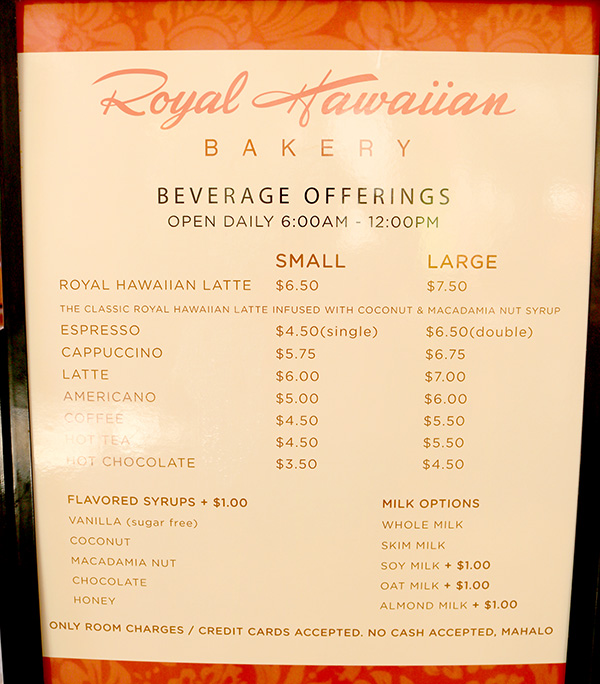 Royal Hawaiian
BAKERY
BEVERAGE OFFERINGS
OPEN DAILY 6:00AM - 12:00PM
SMALL LARGE
ROYAL HAWAIIAN LATTE $6.50 $7.50
THE CLASSIC ROYAL HAWAIIAN LATTE INFUSED WITH COCONUT & MACADAMIA NUT SYRUP
ESPRESSO $4.50(single) $6.50(double)
CAPPUCCINO $5.75 $6.75
LATTE $6.00 $7.00
AMERICANO $5.00 $6.00
COFFEE $4.50 $5.50
HOT TEA $4.50 $5.50
HOT CHOCOLATE $3.50 $4.50
FLAVORED SYRUPS + $1.00
VANILLA (sugar free)
COCONUT
MACADAMIA NUT
CHOCOLATE
HONEY
MILK OPTIONS
WHOLE MILK
SKIM MILK
SOY MILK + $1.00
OAT MILK + $1.00
ALMOND MILK + $1.00
ONLY ROOM CHARGES / CREDIT CARDS ACCEPTED. NO CASH ACCEPTED, MAHALO